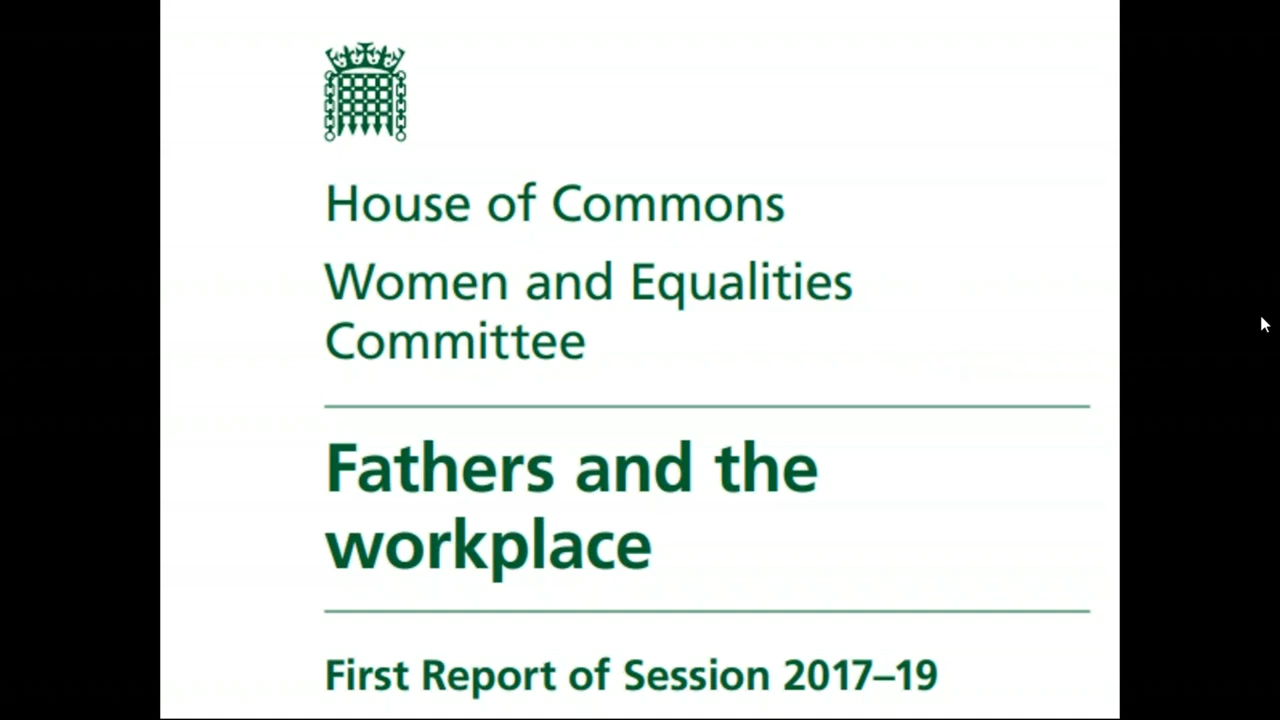 House of Commons
Women and Equalities
Committee
Fathers and the
workplace
First Report of Session 2017–19